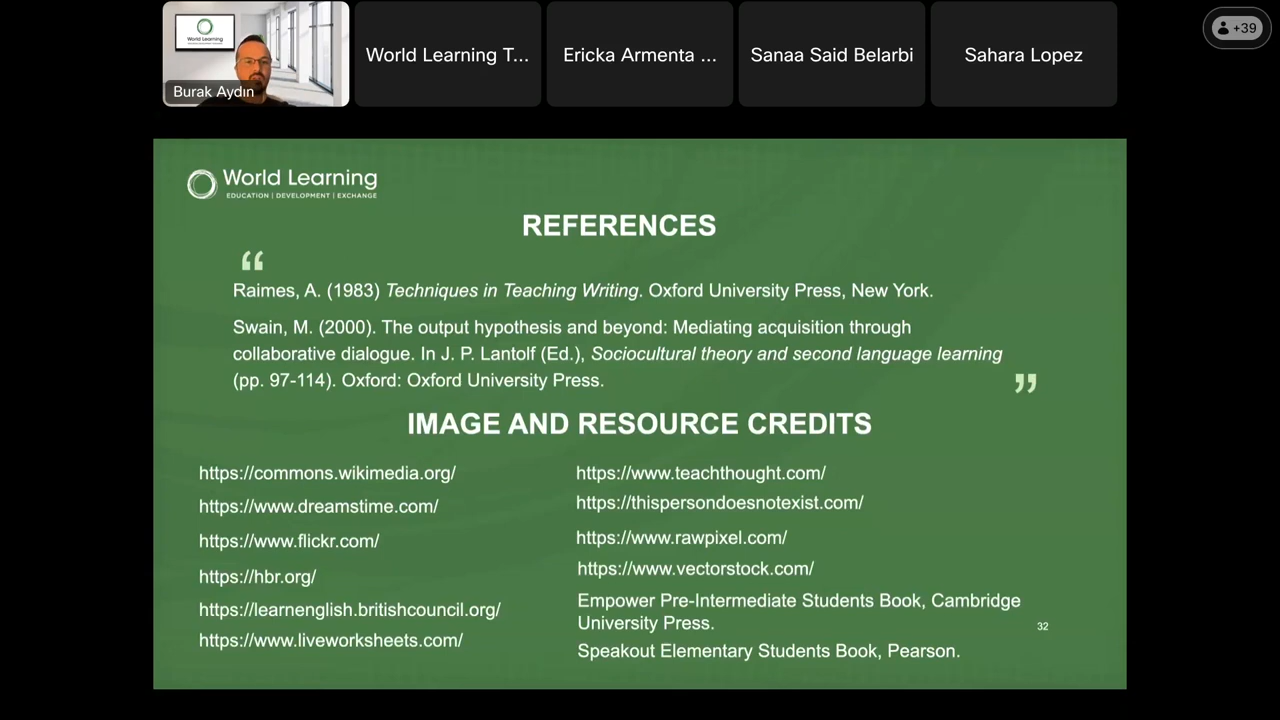 World Learning
Burak Aydın
World Learning T...
Ericka Armenta ...
Sanaa Said Belarbi
Sahara Lopez
+39
World Learning
EDUCATION | DEVELOPMENT | EXCHANGE
REFERENCES
“
Raimes, A. (1983) Techniques in Teaching Writing. Oxford University Press, New York.
Swain, M. (2000). The output hypothesis and beyond: Mediating acquisition through
collaborative dialogue. In J. P. Lantolf (Ed.), Sociocultural theory and second language learning
(pp. 97-114). Oxford: Oxford University Press.
”
IMAGE AND RESOURCE CREDITS
https://commons.wikimedia.org/
https://www.dreamstime.com/
https://www.flickr.com/
https://hbr.org/
https://learnenglish.britishcouncil.org/
https://www.liveworksheets.com/
https://www.teachthought.com/
https://thispersondoesnotexist.com/
https://www.rawpixel.com/
https://www.vectorstock.com/
Empower Pre-Intermediate Students Book, Cambridge
University Press.
Speakout Elementary Students Book, Pearson.
32